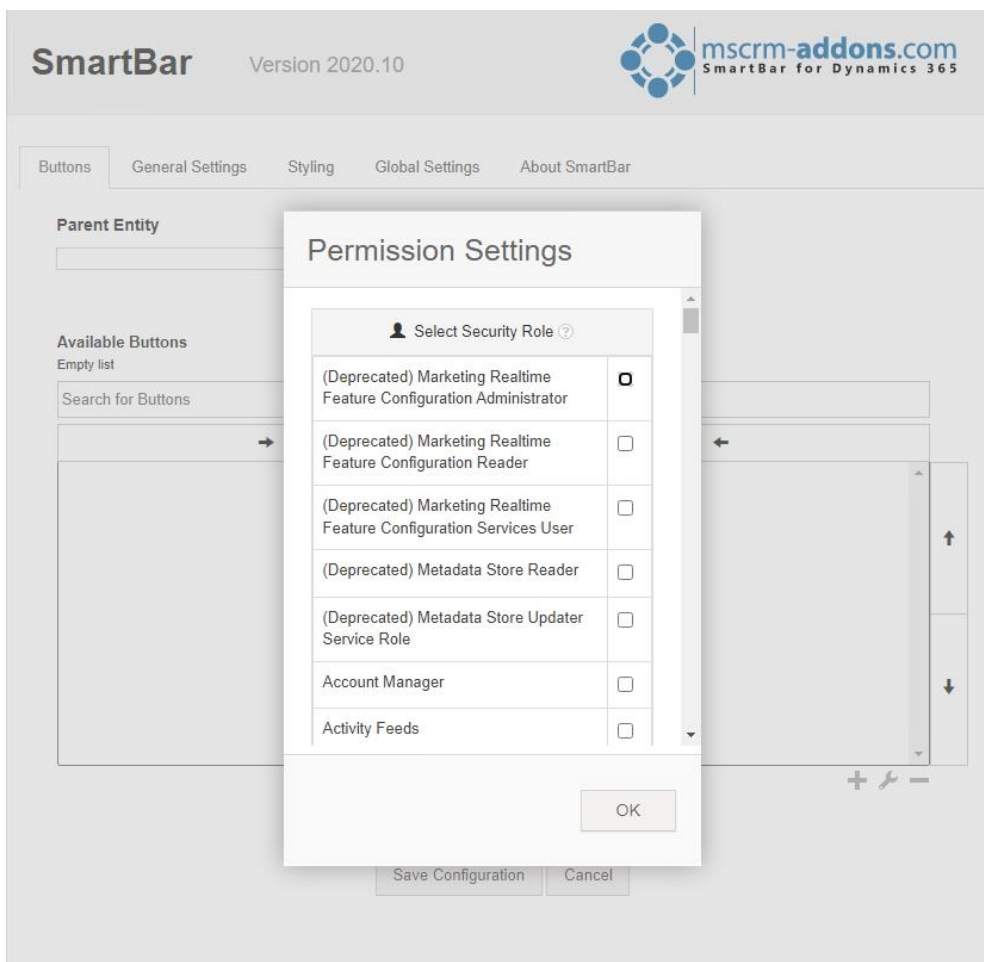 SmartBar
Version 2020.10
mscrm-addons.com
SmartBar for Dynamics 365
Buttons
General Settings
Styling
Global Settings
About SmartBar
Parent Entity
Permission Settings
Select Security Role
(Deprecated) Marketing Realtime
Feature Configuration Administrator
(Deprecated) Marketing Realtime
Feature Configuration Reader
(Deprecated) Marketing Realtime
Feature Configuration Services User
(Deprecated) Metadata Store Reader
(Deprecated) Metadata Store Updater
Service Role
Account Manager
Activity Feeds
OK
Available Buttons
Empty list
Search for Buttons
Save Configuration
Cancel